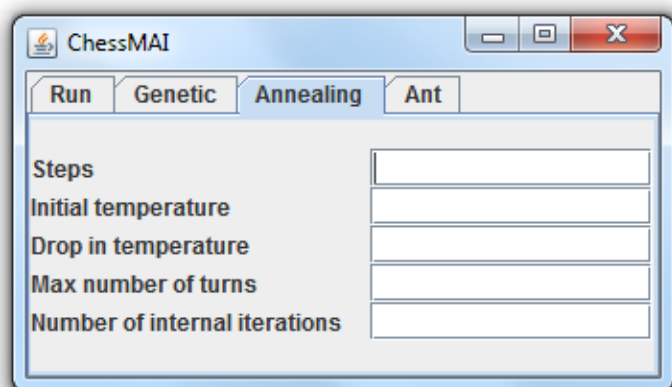 ChessMAI
Run Genetic Annealing Ant
Steps
Initial temperature
Drop in temperature
Max number of turns
Number of internal iterations